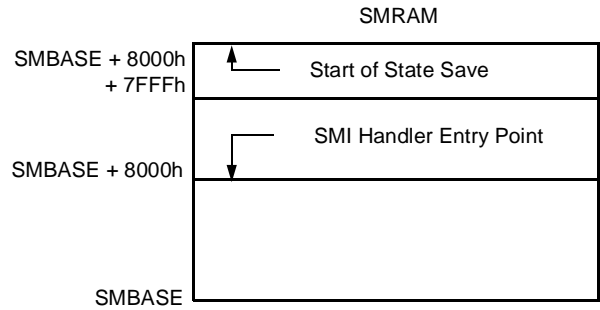 SMRAM
SMBASE + 8000h
+ 7FFFh
Start of State Save
SMI Handler Entry Point
SMBASE + 8000h
SMBASE